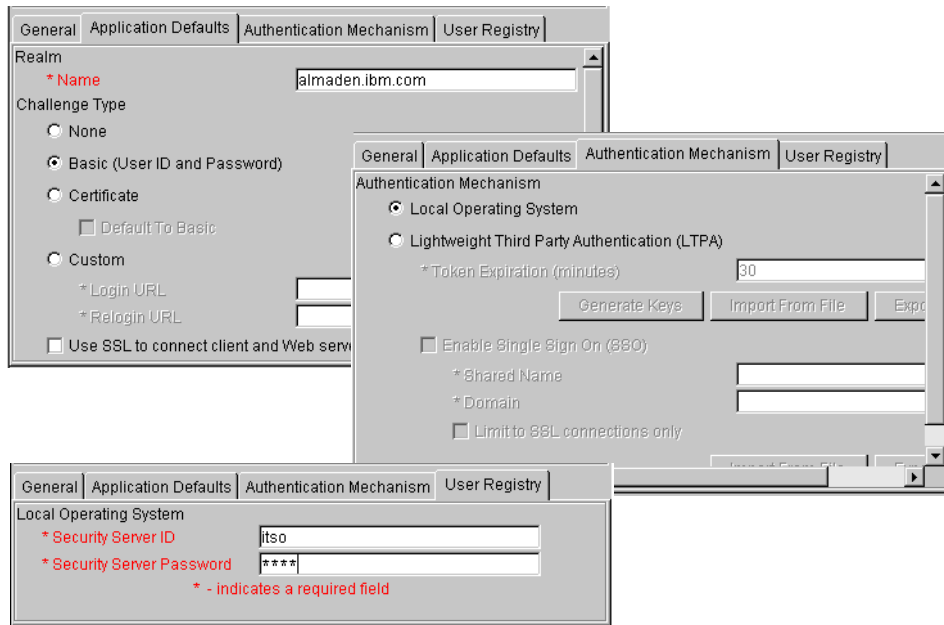 General Application Defaults Authentication Mechanism User Registry
Realm
* Name almaden.ibm.com
Challenge Type
None
Basic (User ID and Password)
Certificate
Default To Basic
Custom
* Login URL
* Relogin URL
Use SSL to connect client and Web serve
General Application Defaults Authentication Mechanism User Registry
Authentication Mechanism
Local Operating System
Lightweight Third Party Authentication (LTPA)
* Token Expiration (minutes) 30
Generate Keys Import From File Expo
Enable Single Sign On (SSO)
* Shared Name
* Domain
Limit to SSL connections only
Import From File
General Application Defaults Authentication Mechanism User Registry
Local Operating System
* Security Server ID itso
* Security Server Password ****
* - indicates a required field